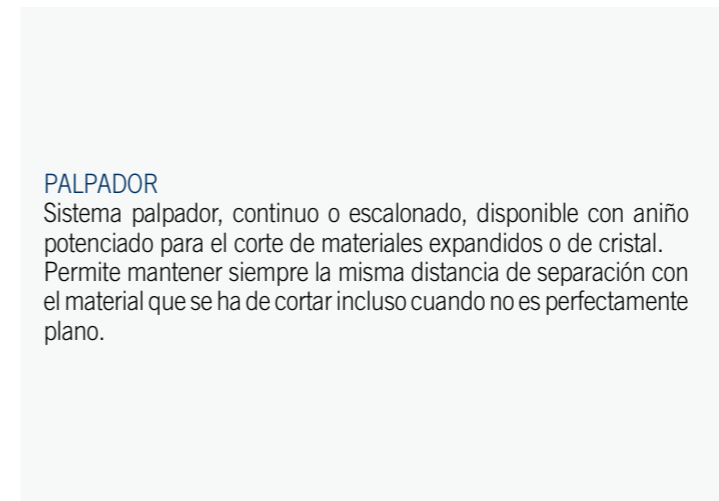 PALPADOR
Sistema palpador, continuo o escalonado, disponible con aniño
potenciado para el corte de materiales expandidos o de cristal.
Permite mantener siempre la misma distancia de separación con
el material que se ha de cortar incluso cuando no es perfectamente
plano.